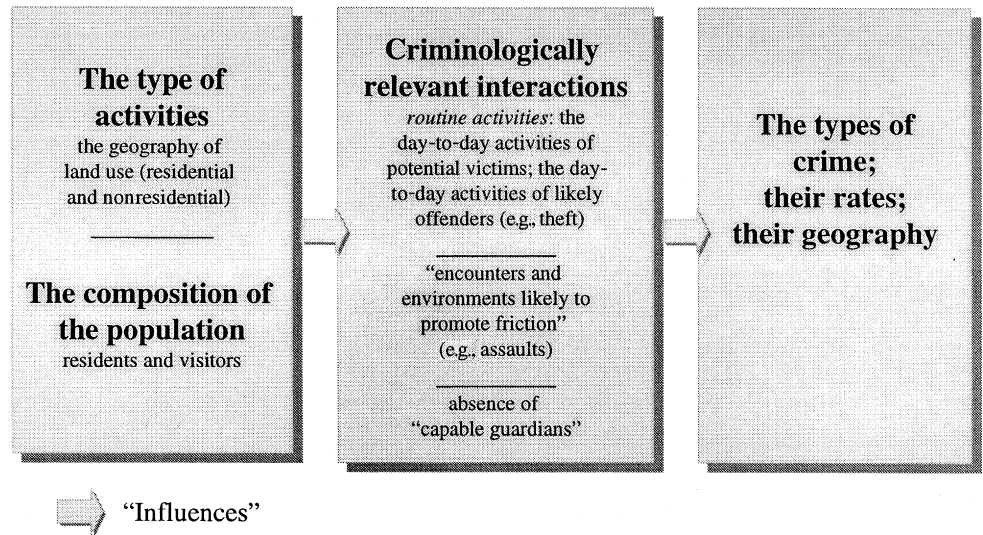 The type of
activities
the geography of
land use (residential
and nonresidential)
The composition of
the population
residents and visitors
Criminologically
relevant interactions
routine activities: the
day-to-day activities of
potential victims; the day-
to-day activities of likely
offenders (e.g., theft)
“encounters and
environments likely to
promote friction”
(e.g., assaults)
absence of
“capable guardians”
The types of
crime;
their rates;
their geography
“Influences”